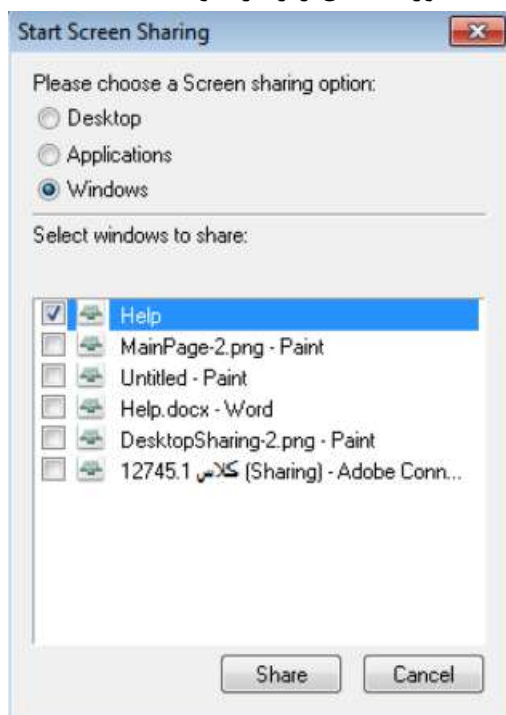 Start Screen Sharing
Please choose a Screen sharing option:
Desktop
Applications
Windows
Select windows to share:
Help
MainPage-2.png - Paint
Untitled - Paint
Help.docx - Word
DesktopSharing-2.png - Paint
12745.1 کلاس (Sharing) - Adobe Conn...
Share
Cancel